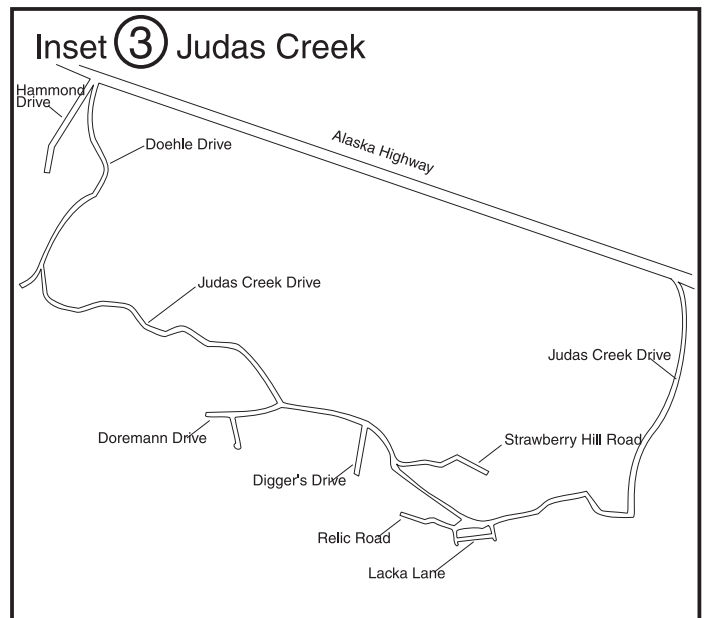 Inset 3 Judas Creek
Hammond
Drive
Doehle Drive
Alaska Highway
Judas Creek Drive
Judas Creek Drive
Doremann Drive
Strawberry Hill Road
Digger's Drive
Relic Road
Lacka Lane